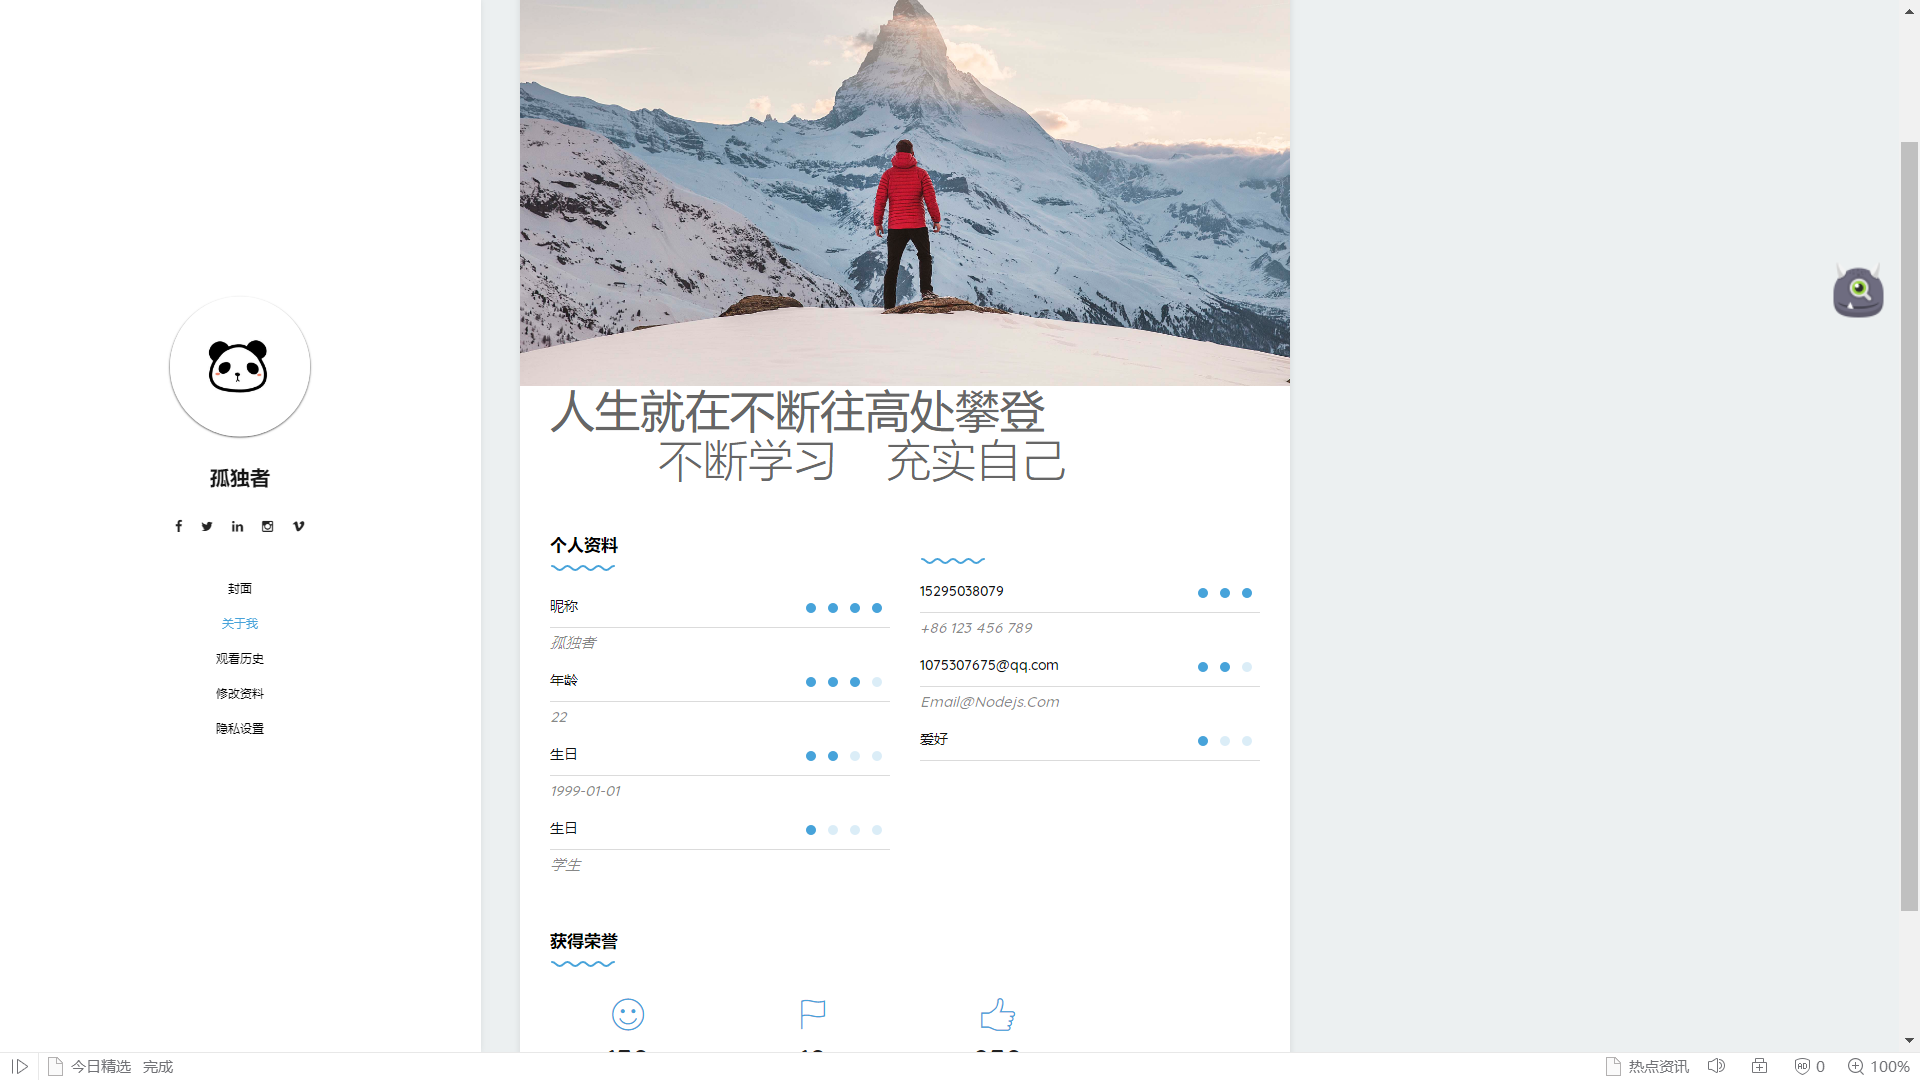 孤独者
封面
关于我
观看历史
修改资料
隐私设置
人生就在不断往高处攀登
不断学习 充实自己
个人资料
昵称
孤独者
年龄
22
生日
1999-01-01
生日
学生
15295038079
+86 123 456 789
1075307675@qq.com
Email@Nodejs.Com
爱好
获得荣誉
今日精选 完成
热点资讯
0
100%